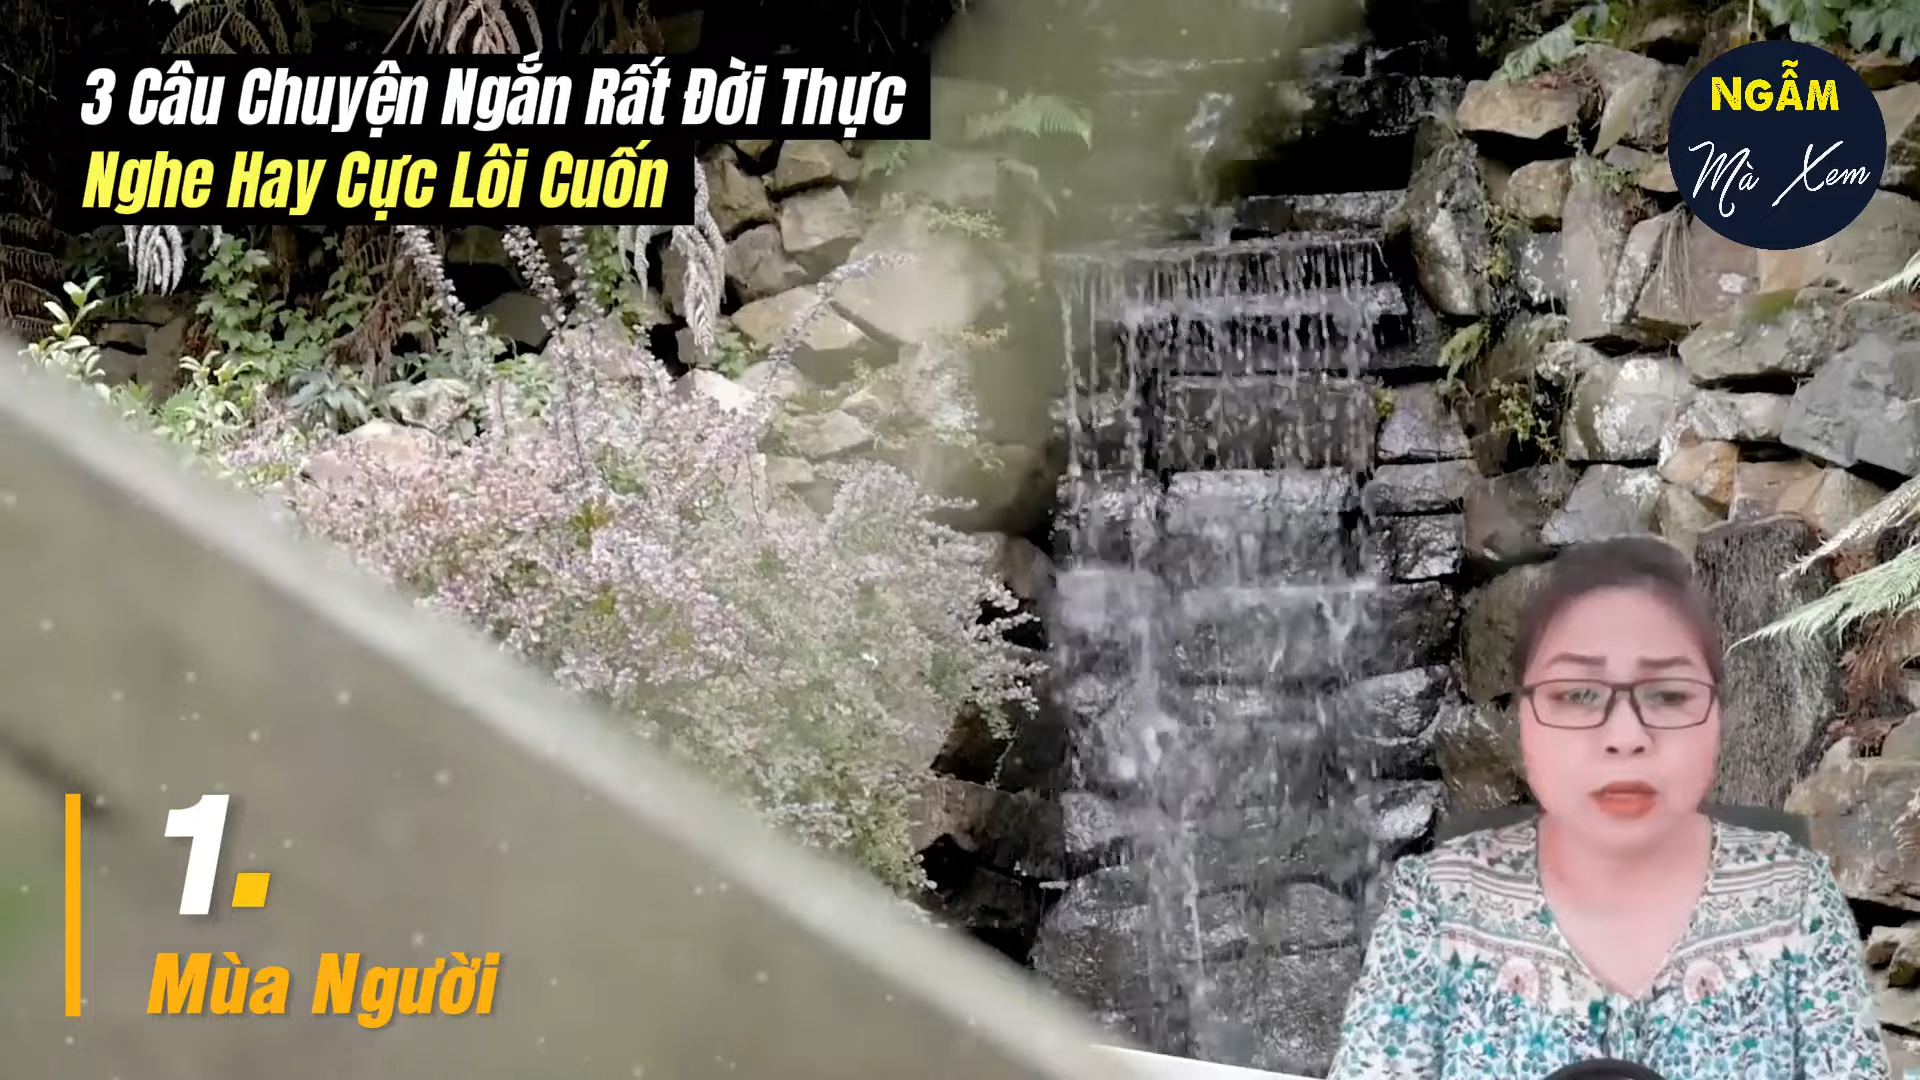 3 Câu Chuyện Ngắn Rất Đời Thực
Nghe Hay Cực Lôi Cuốn
NGẪM
Mà Xem
1.
Mùa Người